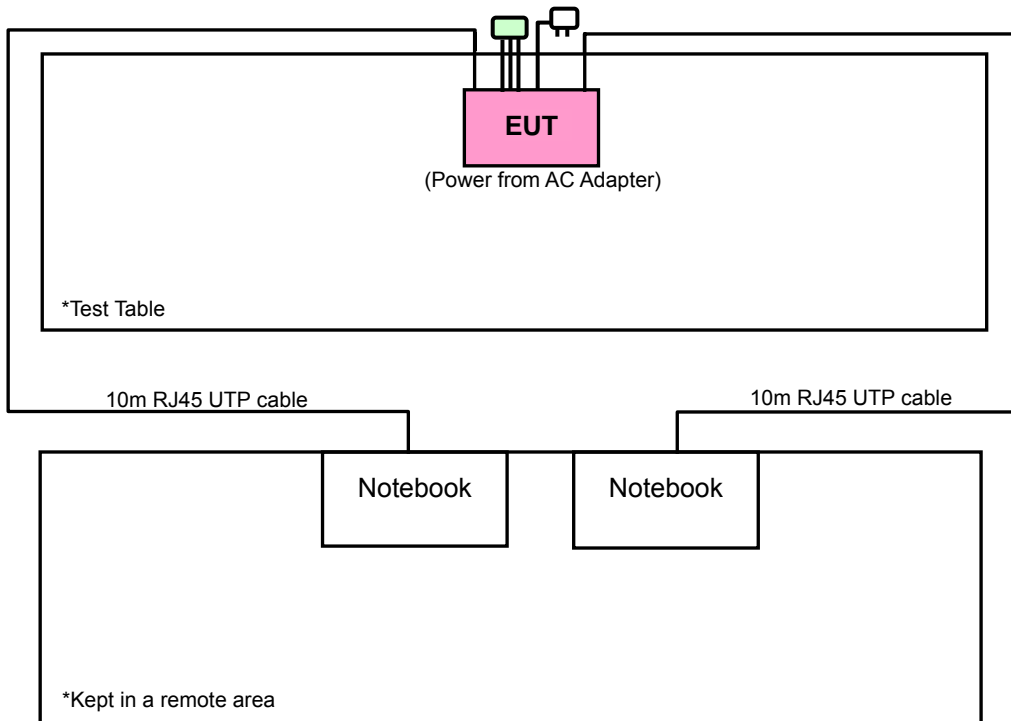 EUT
(Power from AC Adapter)
*Test Table
10m RJ45 UTP cable
10m RJ45 UTP cable
Notebook
Notebook
*Kept in a remote area